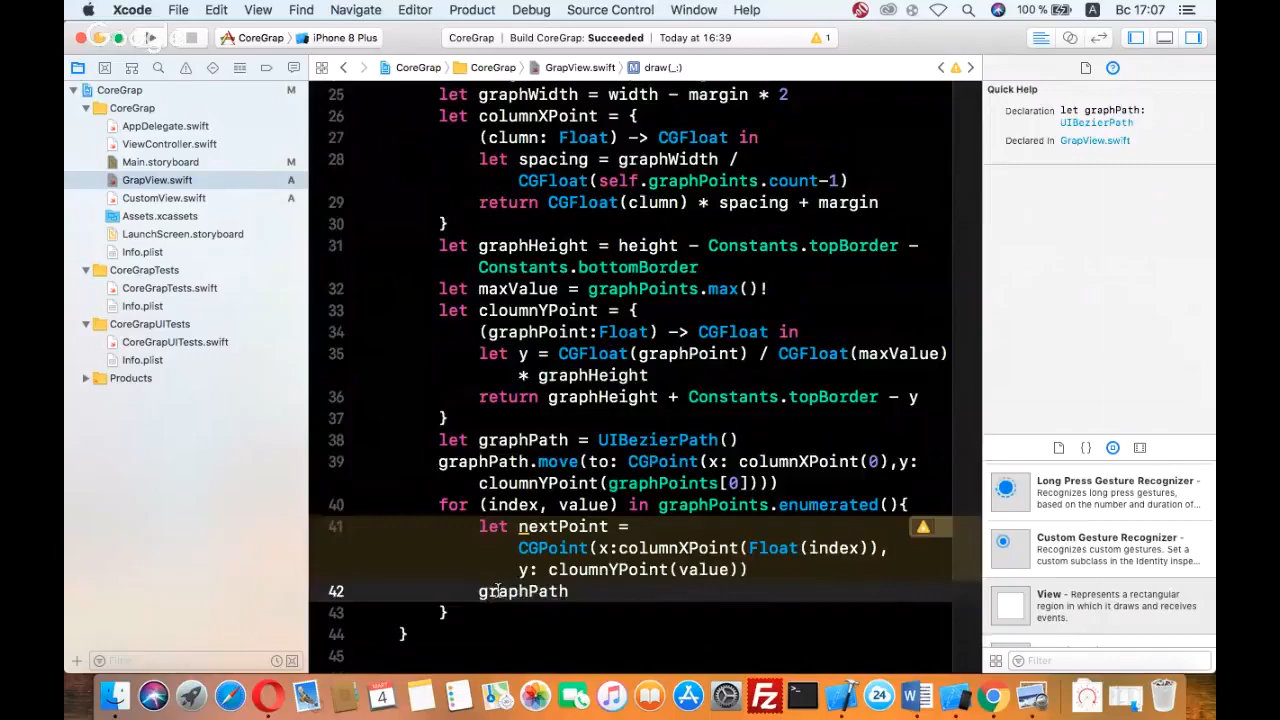 Xcode File Edit View Find Navigate Editor Product Debug Source Control Window Help 100 % A Вс 17:07
CoreGrap iPhone 8 Plus CoreGrap Build CoreGrap: Succeeded Today at 16:39 1
CoreGrap CoreGrap GrapView.swift draw(_:)
CoreGrap M
CoreGrap
AppDelegate.swift
ViewController.swift
Main.storyboard M
GrapView.swift A
CustomView.swift A
Assets.xcassets
LaunchScreen.storyboard
Info.plist
CoreGrapTests
CoreGrapTests.swift
Info.plist
CoreGrapUITests
CoreGrapUITests.swift
Info.plist
Products
Filter
25 let graphWidth = width - margin * 2
26 let columnXPoint = {
27 (clumn: Float) -> CGFloat in
28 let spacing = graphWidth /
CGFloat(self.graphPoints.count-1)
29 return CGFloat(clumn) * spacing + margin
30 }
31 let graphHeight = height - Constants.topBorder -
Constants.bottomBorder
32 let maxValue = graphPoints.max()!
33 let cloumnYPoint = {
34 (graphPoint:Float) -> CGFloat in
35 let y = CGFloat(graphPoint) / CGFloat(maxValue)
* graphHeight
36 return graphHeight + Constants.topBorder - y
37 }
38 let graphPath = UIBezierPath()
39 graphPath.move(to: CGPoint(x: columnXPoint(0),y:
cloumnYPoint(graphPoints[0])))
40 for (index, value) in graphPoints.enumerated(){
41 let nextPoint =
CGPoint(x:columnXPoint(Float(index)),
y: cloumnYPoint(value))
42 graphPath
43 }
44 }
45
Quick Help
Declaration let graphPath:
UIBezierPath
Declared in GrapView.swift
Long Press Gesture Recognizer -
Recognizes long press gestures,
based on the number and duration of...
Custom Gesture Recognizer -
Recognizes custom gestures. Set a
custom subclass in the identity inspe...
View - Represents a rectangular
region in which it draws and receives
events.
Filter
МАРТ
4
24